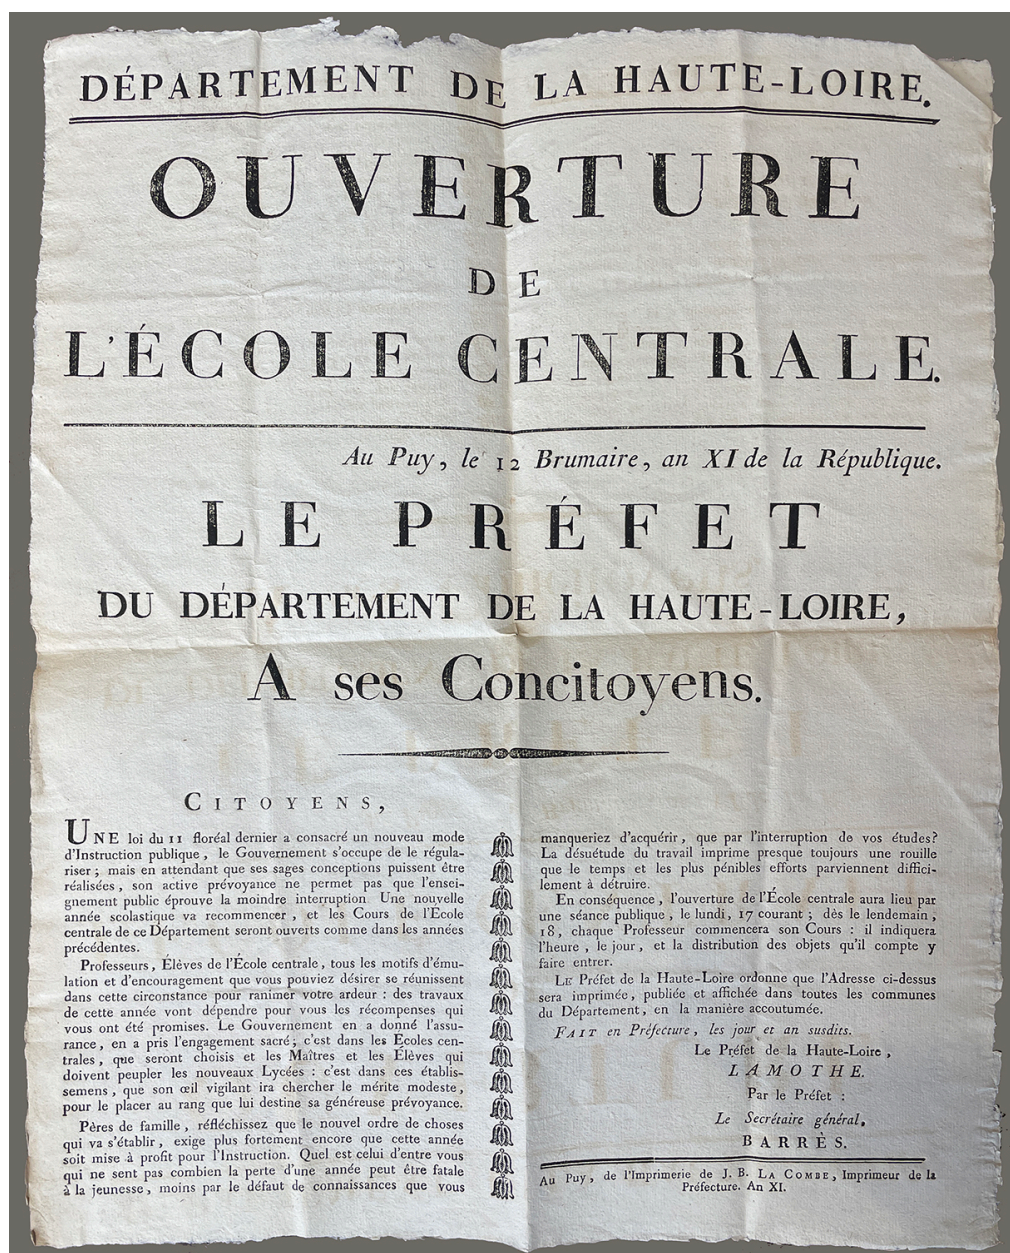 DÉPARTEMENT DE LA HAUTE-LOIRE.
OUVERTURE
DE
L'ÉCOLE CENTRALE.
Au Puy, le 12 Brumaire, an XI de la République.
LE PRÉFET
DU DÉPARTEMENT DE LA HAUTE-LOIRE,
A ses Concitoyens.
CITOYENS,
UNE loi du 11 floréal dernier a consacré un nouveau mode
d'Instruction publique, le Gouvernement s'occupe de le régula-
riser; mais en attendant que ses sages conceptions puissent être
réalisées, son active prévoyance ne permet pas que l'ensei-
gnement public éprouve la moindre interruption Une nouvelle
année scolastique va recommencer, et les Cours de l'École
centrale de ce Département seront ouverts comme dans les années
précédentes.
Professeurs, Élèves de l'École centrale, tous les motifs d'ému-
lation et d'encouragement que vous pouviez désirer se réunissent
dans cette circonstance pour ranimer votre ardeur : des travaux
de cette année vont dépendre pour vous les récompenses qui
vous ont été promises. Le Gouvernement en a donné l'assu-
rance, en a pris l'engagement sacré; c'est dans les Écoles cen-
trales, que seront choisis et les Maîtres et les Élèves qui
doivent peupler les nouveaux Lycées : c'est dans ces établis-
semens, que son œil vigilant ira chercher le mérite modeste,
pour le placer au rang que lui destine sa généreuse prévoyance.
Pères de famille, réfléchissez que le nouvel ordre de choses
qui va s'établir, exige plus fortement encore que cette année
soit mise à profit pour l'Instruction. Quel est celui d'entre vous
qui ne sent pas combien la perte d'une année peut être fatale
à la jeunesse, moins par le défaut de connaissances que vous
manqueriez d'acquérir, que par l'interruption de vos études?
La désuétude du travail imprime presque toujours une rouille
que le temps et les plus pénibles efforts parviennent diffici-
lement à détruire.
En conséquence, l'ouverture de l'École centrale aura lieu par
une séance publique, le lundi, 17 courant; dès le lendemain,
18, chaque Professeur commencera son Cours : il indiquera
l'heure, le jour, et la distribution des objets qu'il compte y
faire entrer.
LE Préfet de la Haute-Loire ordonne que l'Adresse ci-dessus
sera imprimée, publiée et affichée dans toutes les communes
du Département, en la manière accoutumée.
FAIT en Préfecture, les jour et an susdits.
Le Préfet de la Haute-Loire,
LAMOTHE.
Par le Préfet :
Le Secrétaire général,
BARRÈS.
Au Puy, de l'Imprimerie de J. B. LA COMBE, Imprimeur de la
Préfecture. An XI.